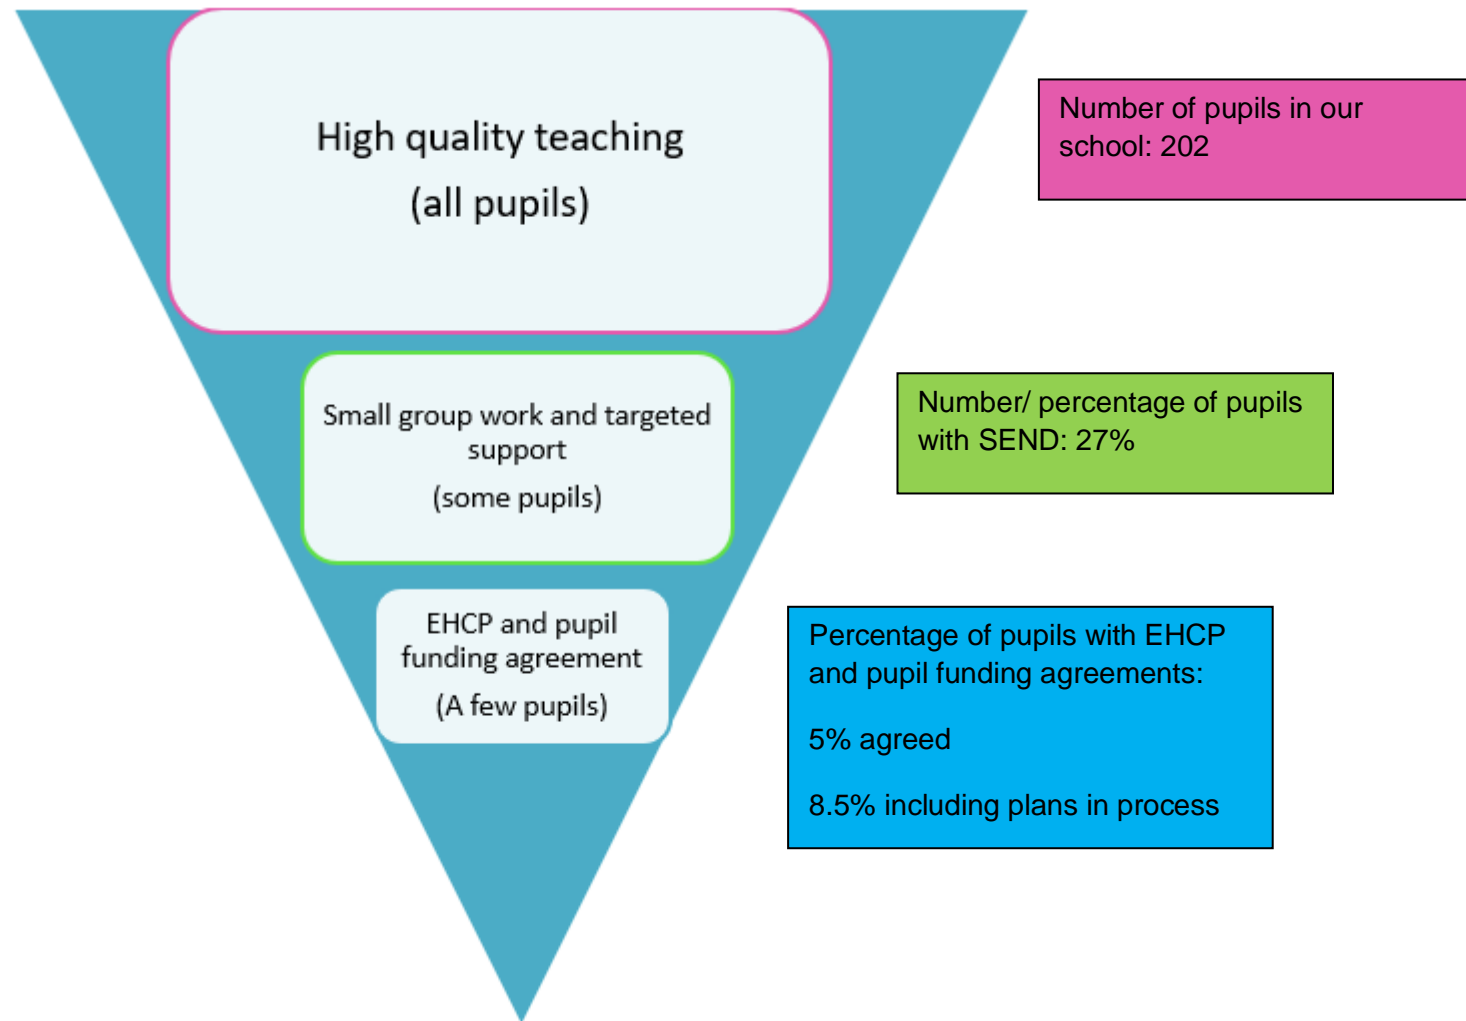 High quality teaching
(all pupils)
Number of pupils in our
school: 202
Small group work and targeted
support
(some pupils)
Number/ percentage of pupils
with SEND: 27%
EHCP and pupil
funding agreement
(A few pupils)
Percentage of pupils with EHCP
and pupil funding agreements:
5% agreed
8.5% including plans in process